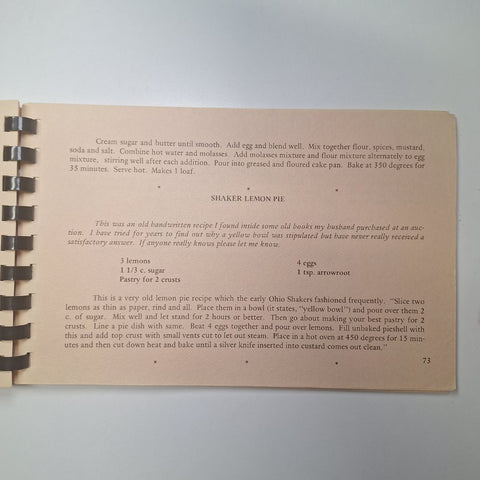 Cream sugar and butter until smooth. Add egg and blend well. Mix together flour, spices, mustard,
soda and salt. Combine hot water and molasses. Add molasses mixture and flour mixture alternately to egg
mixture, stirring well after each addition. Pour into greased and floured cake pan. Bake at 350 degrees for
35 minutes. Serve hot. Makes 1 loaf.
* * *
SHAKER LEMON PIE
This was an old handwritten recipe I found inside some old books my husband purchased at an auc-
tion. I have tried for years to find out why a yellow bowl was stipulated but have never really received a
satisfactory answer. If anyone really knows please let me know.
3 lemons 4 eggs
1 1/3 c. sugar 1 tsp. arrowroot
Pastry for 2 crusts
This is a very old lemon pie recipe which the early Ohio Shakers fashioned frequently. "Slice two
lemons as thin as paper, rind and all. Place them in a bowl (it states, "yellow bowl") and pour over them 2
c. of sugar. Mix well and let stand for 2 hours or better. Then go about making your best pastry for 2
crusts. Line a pie dish with same. Beat 4 eggs together and pour over lemons. Fill unbaked pieshell with
this and add top crust with small vents cut to let out steam. Place in a hot oven at 450 degrees for 15 min-
utes and then cut down heat and bake until a silver knife inserted into custard comes out clean."
* * *
73